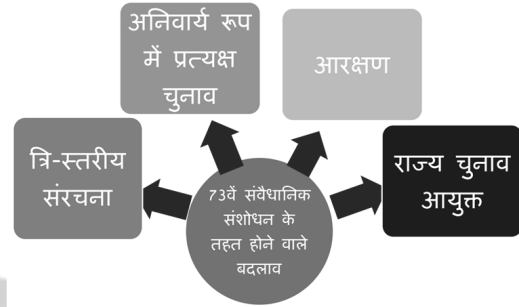 अनिवार्य रूप
में प्रत्यक्ष
चुनाव
आरक्षण
त्रि-स्तरीय
संरचना
राज्य चुनाव
आयुक्त
73वें संवैधानिक
संशोधन के
तहत होने वाले
बदलाव